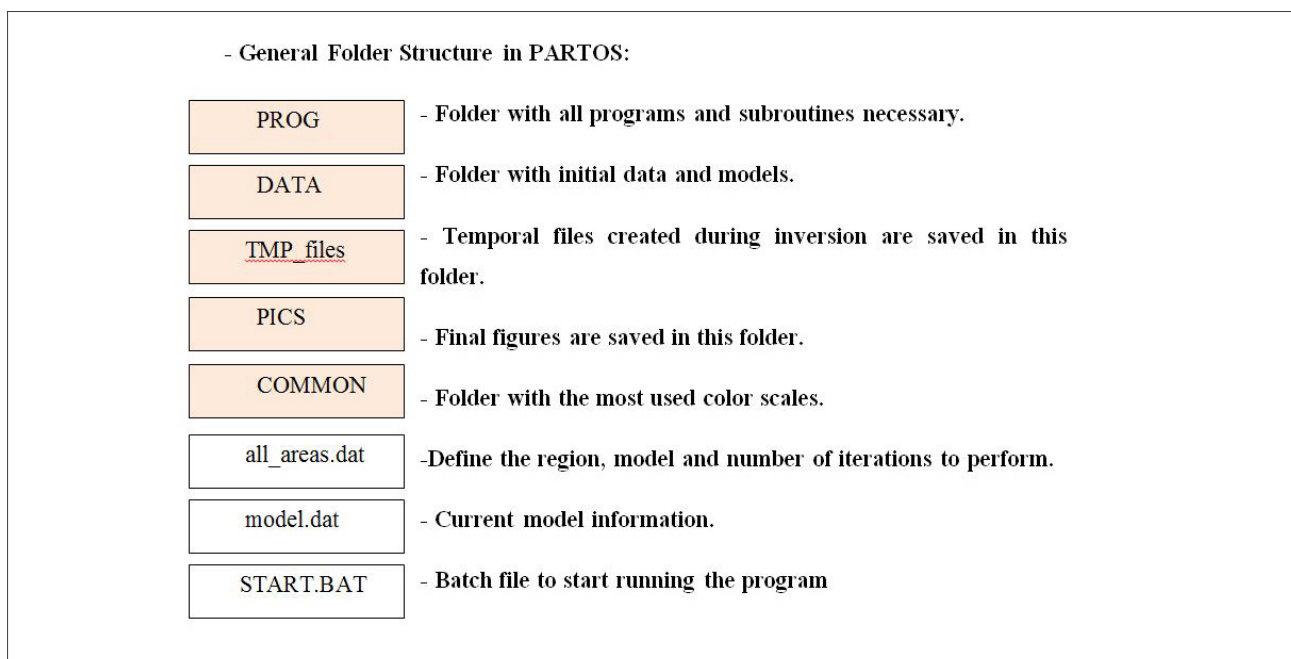 - General Folder Structure in PARTOS:
PROG - Folder with all programs and subroutines necessary.
DATA - Folder with initial data and models.
TMP_files - Temporal files created during inversion are saved in this
folder.
PICS - Final figures are saved in this folder.
COMMON - Folder with the most used color scales.
all_areas.dat -Define the region, model and number of iterations to perform.
model.dat - Current model information.
START.BAT - Batch file to start running the program